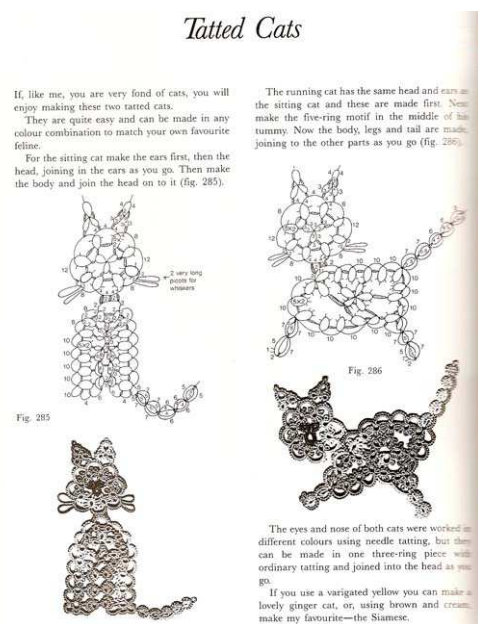 Tatted Cats
If, like me, you are very fond of cats, you will
enjoy making these two tatted cats.
They are quite easy and can be made in any
colour combination to match your own favourite
feline.
For the sitting cat make the ears first, then the
head, joining in the ears as you go. Then make
the body and join the head on to it (fig. 285).
2 very long
picots for
whiskers
Fig. 285
The running cat has the same head and ears as
the sitting cat and these are made first. Next
make the five-ring motif in the middle of his
tummy. Now the body, legs and tail are made,
joining to the other parts as you go (fig. 286).
Fig. 286
The eyes and nose of both cats were worked in
different colours using needle tatting, but they
can be made in one three-ring piece with
ordinary tatting and joined into the head as you
go.
If you use a varigated yellow you can make a
lovely ginger cat, or, using brown and cream,
make my favourite—the Siamese.